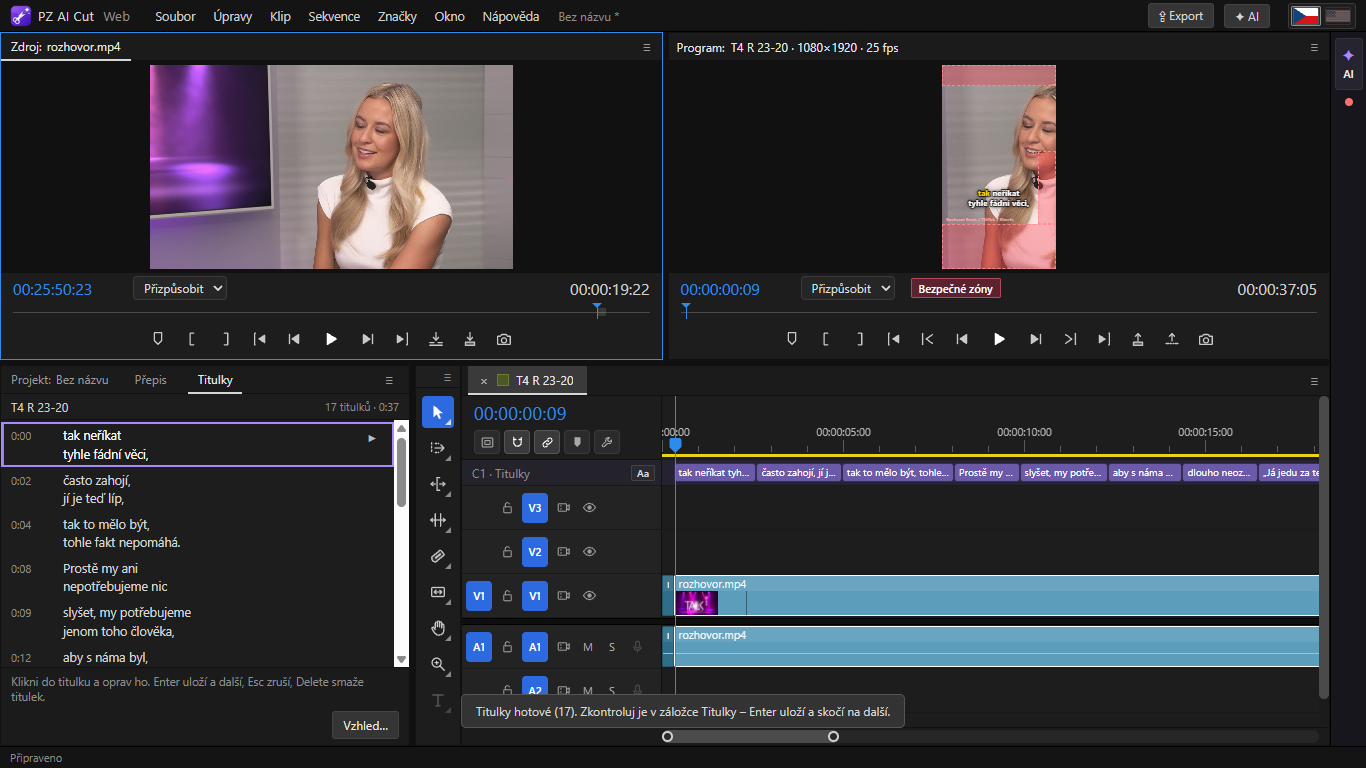 PZ AI Cut Web Soubor Úpravy Klip Sekvence Značky Okno Nápověda Bez názvu * Export AI
Zdroj: rozhovor.mp4
Program: T4 R 23-20 · 1080×1920 · 25 fps
AI
tak neříkat
tyhle fádní věci,
00:25:50:23 Přizpůsobit 00:00:19:22
00:00:00:09 Přizpůsobit Bezpečné zóny 00:00:37:05
Projekt: Bez názvu Přepis Titulky
T4 R 23-20 17 titulků · 0:37
0:00 tak neříkat
tyhle fádní věci,
0:02 často zahojí,
jí je teď líp,
0:04 tak to mělo být,
tohle fakt nepomáhá.
0:08 Prostě my ani
nepotřebujeme nic
0:09 slyšet, my potřebujeme
jenom toho člověka,
0:12 aby s náma byl,
Klikni do titulku a oprav ho. Enter uloží a další, Esc zruší, Delete smaže
titulek.
Vzhled...
× T4 R 23-20
00:00:00:09
:00:00 00:00:05:00 00:00:10:00 00:00:15:00
C1 · Titulky Aa
tak neříkat tyh... často zahojí, jí j... tak to mělo být, tohle... Prostě my ... slyšet, my potře... aby s náma ... dlouho neoz... „Já jedu za te
V3
V2
V1 V1
rozhovor.mp4
TALK
A1 A1 M S
rozhovor.mp4
A2 M S
T
Titulky hotové (17). Zkontroluj je v záložce Titulky – Enter uloží a skočí na další.
Připraveno